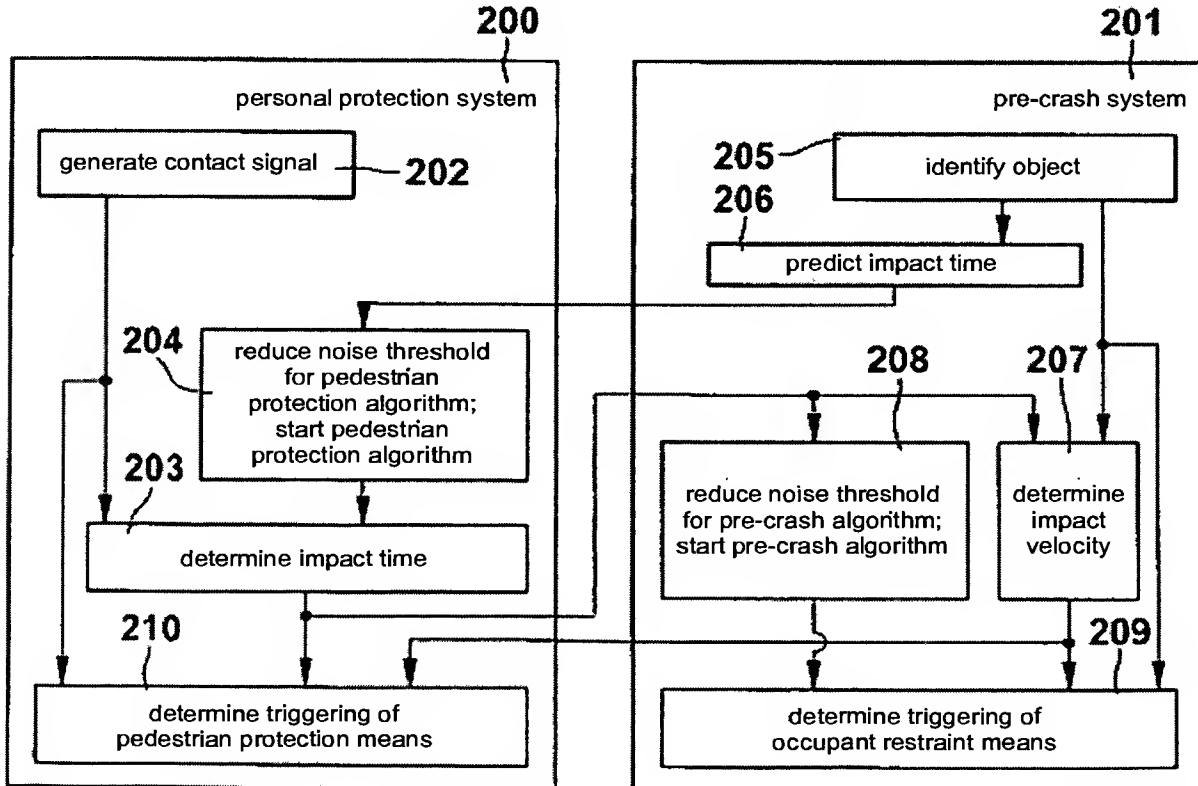 200
201
personal protection system
pre-crash system
generate contact signal
202
205
identify object
206
predict impact time
204
reduce noise threshold
for pedestrian
protection algorithm;
start pedestrian
protection algorithm
208
207
203
reduce noise threshold
for pre-crash algorithm;
start pre-crash algorithm
determine
impact
velocity
determine impact time
210
209
determine triggering of
pedestrian protection means
determine triggering of
occupant restraint means